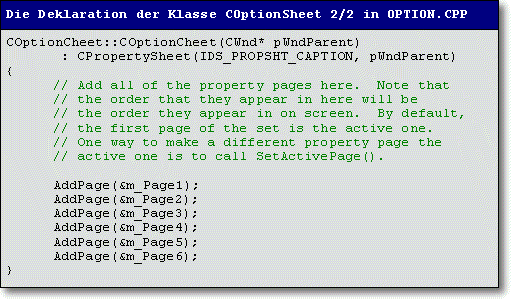 Die Deklaration der Klasse COptionSheet 2/2 in OPTION.CPP
COptionCheet::COptionCheet(CWnd* pWndParent)
: CPropertySheet(IDS_PROPSHT_CAPTION, pWndParent)
{
// Add all of the property pages here. Note that
// the order that they appear in here will be
// the order they appear in on screen. By default,
// the first page of the set is the active one.
// One way to make a different property page the
// active one is to call SetActivePage().
AddPage(&m_Page1);
AddPage(&m_Page2);
AddPage(&m_Page3);
AddPage(&m_Page4);
AddPage(&m_Page5);
AddPage(&m_Page6);
}